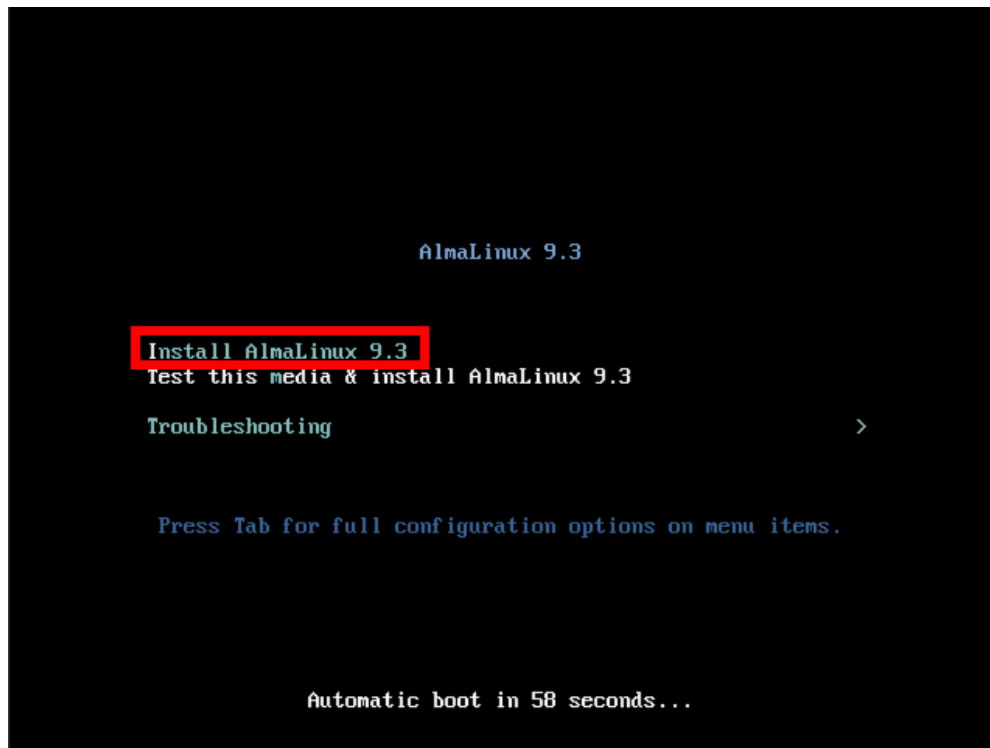 AlmaLinux 9.3
Install AlmaLinux 9.3
Test this media & install AlmaLinux 9.3
Troubleshooting >
Press Tab for full configuration options on menu items.
Automatic boot in 58 seconds...